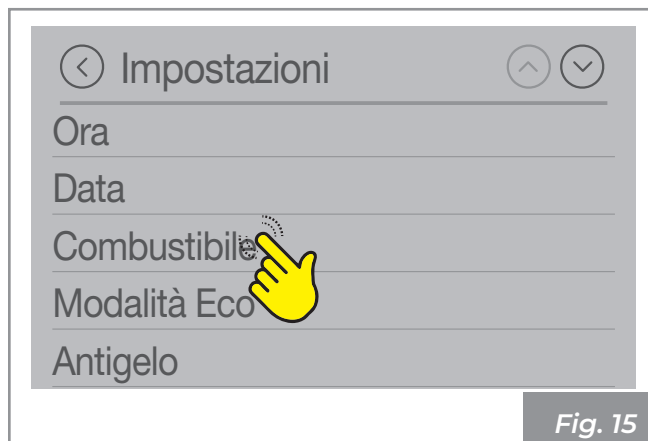 Impostazioni
Ora
Data
Combustibile
Modalità Eco
Antigelo
Fig. 15